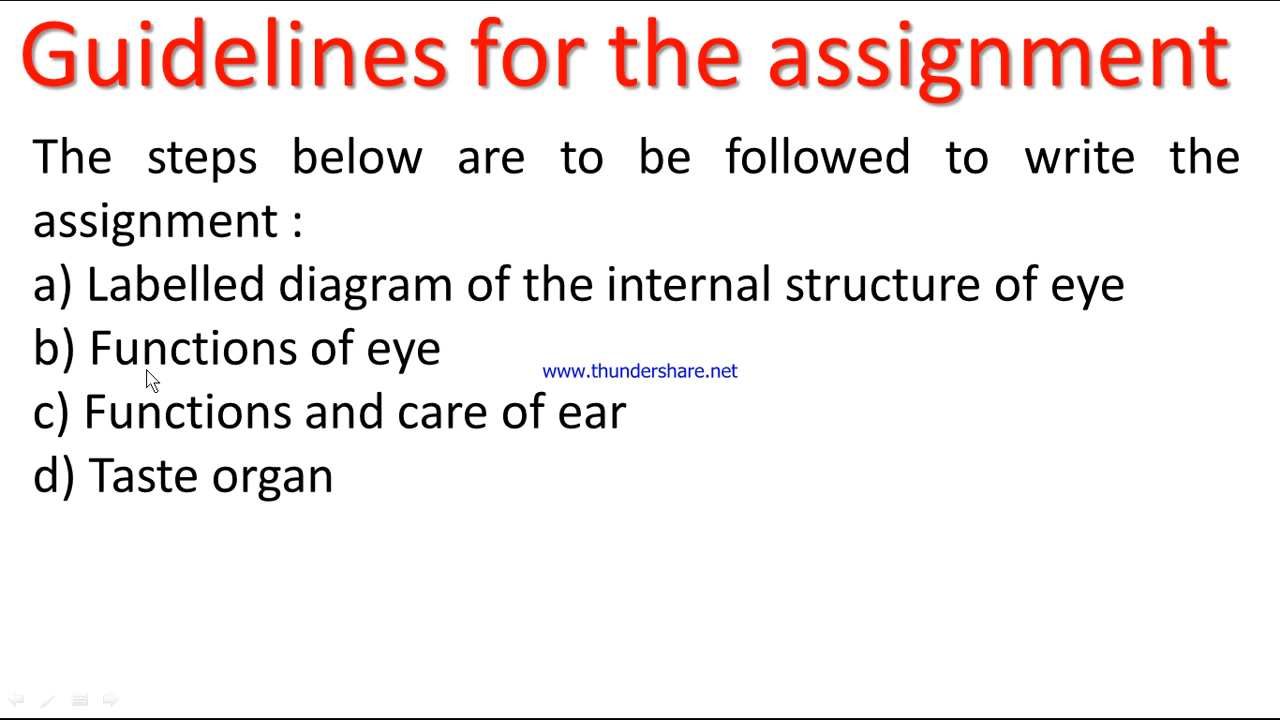 Guidelines for the assignment
The steps below are to be followed to write the
assignment :
a) Labelled diagram of the internal structure of eye
b) Functions of eye
www.thundershare.net
c) Functions and care of ear
d) Taste organ